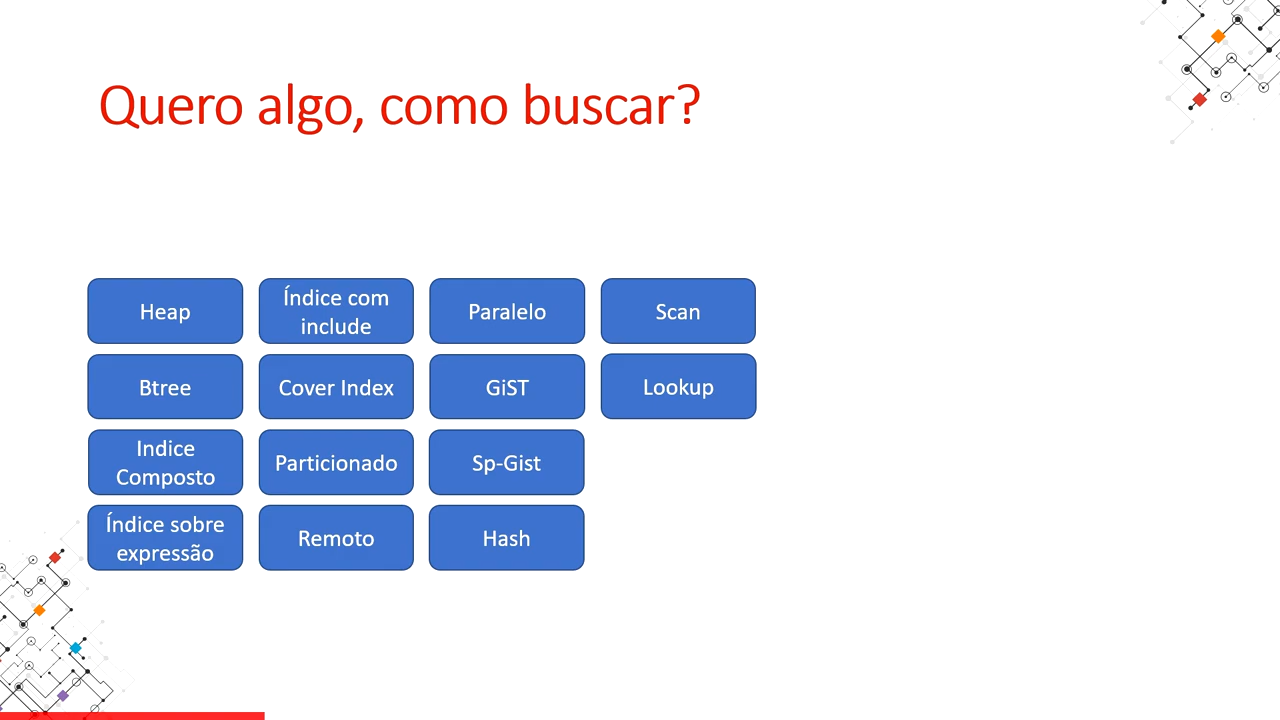 Quero algo, como buscar?
Heap
Índice com
include
Paralelo
Scan
Btree
Cover Index
GiST
Lookup
Indice
Composto
Particionado
Sp-Gist
Índice sobre
expressão
Remoto
Hash